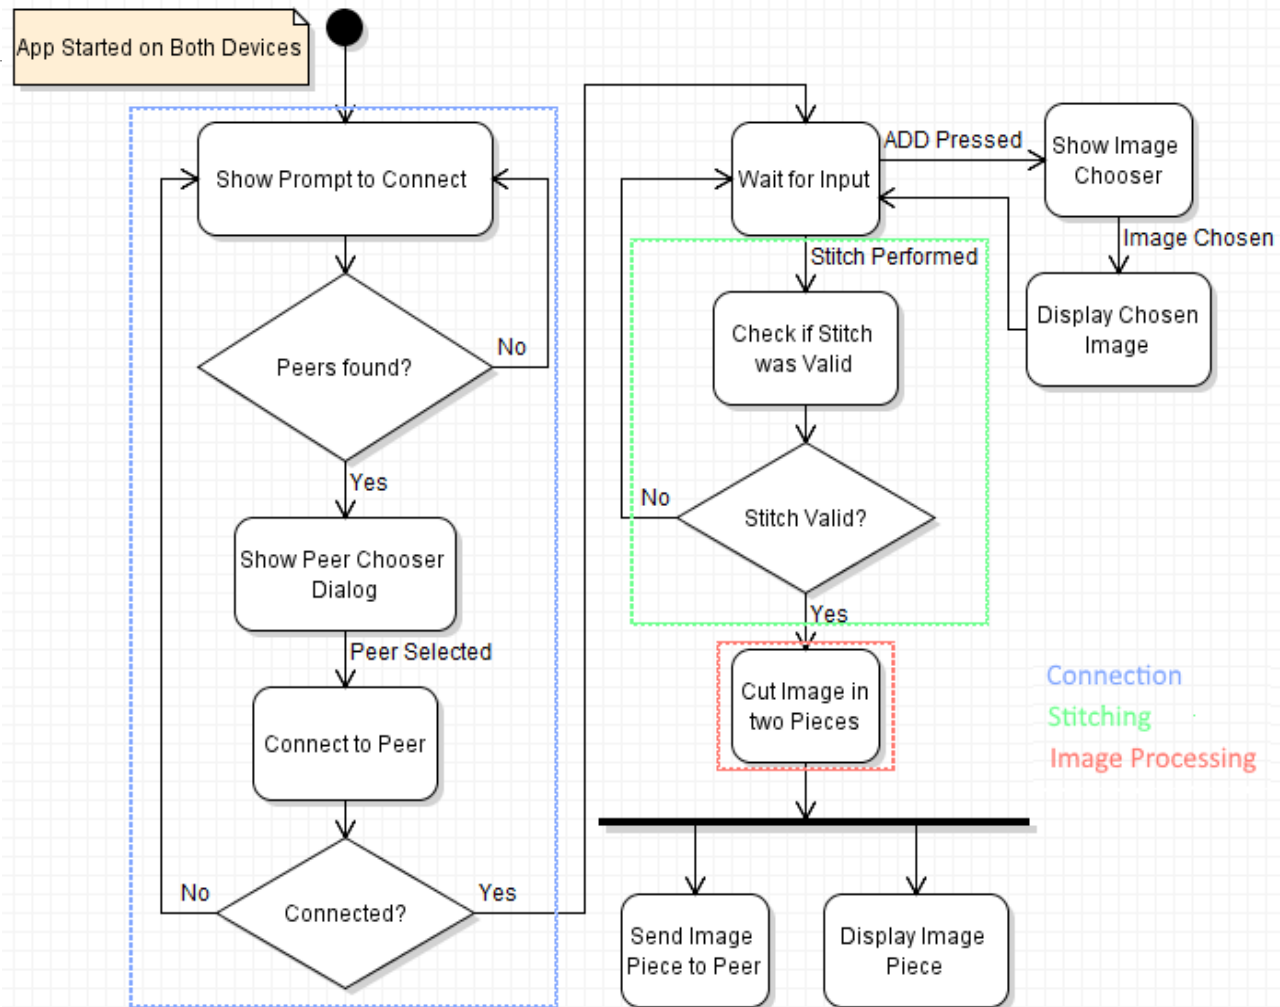 App Started on Both Devices
Show Prompt to Connect
Peers found?
No
Yes
Show Peer Chooser
Dialog
Peer Selected
Connect to Peer
Connected?
No
Yes
Wait for Input
ADD Pressed
Show Image
Chooser
Image Chosen
Display Chosen
Image
Stitch Performed
Check if Stitch
was Valid
Stitch Valid?
No
Yes
Cut Image in
two Pieces
Send Image
Piece to Peer
Display Image
Piece
Connection
Stitching
Image Processing